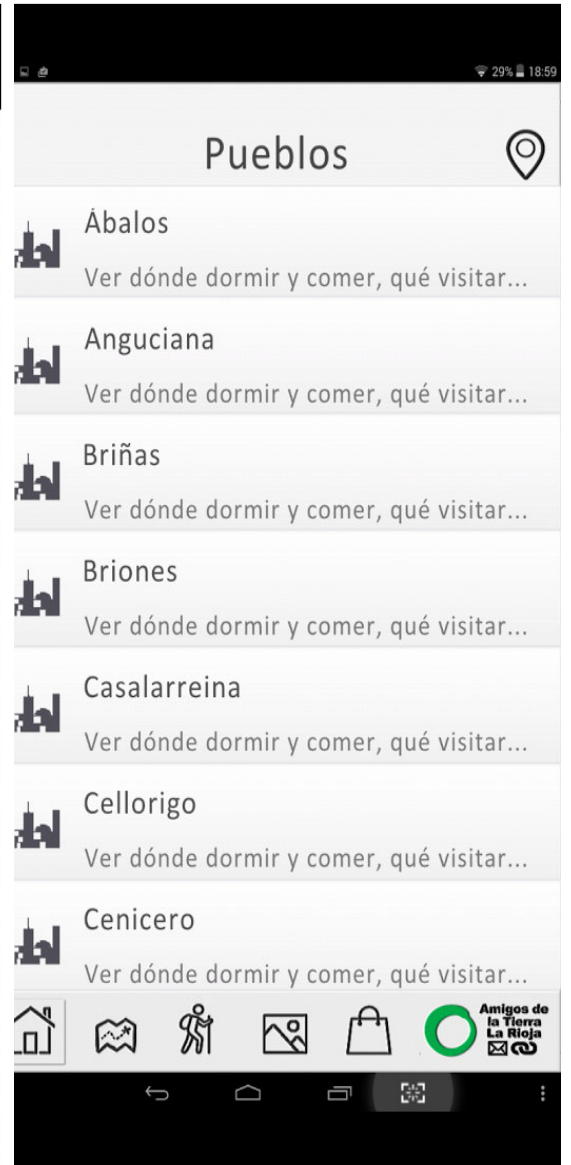 29% 18:59
Pueblos
Ábalos
Ver dónde dormir y comer, qué visitar...
Anguciana
Ver dónde dormir y comer, qué visitar...
Briñas
Ver dónde dormir y comer, qué visitar...
Briones
Ver dónde dormir y comer, qué visitar...
Casalarreina
Ver dónde dormir y comer, qué visitar...
Cellorigo
Ver dónde dormir y comer, qué visitar...
Cenicero
Ver dónde dormir y comer, qué visitar...
Amigos de
la Tierra
La Rioja